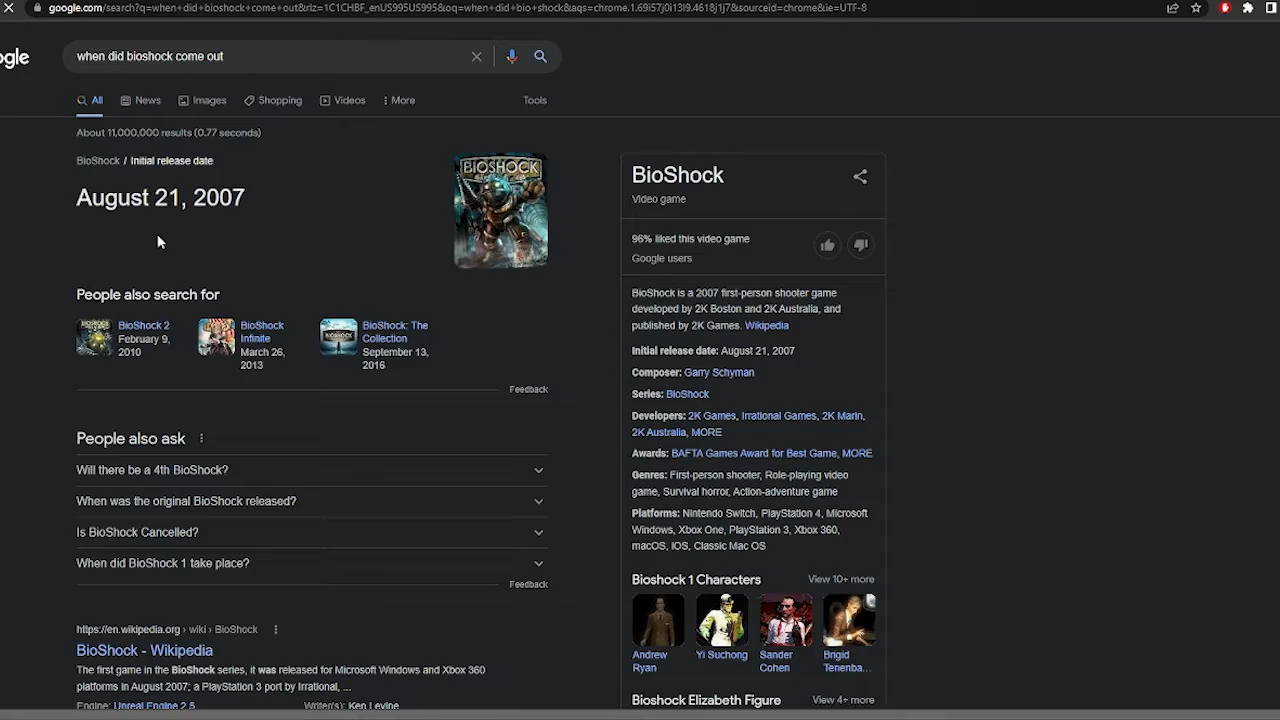 google.com/search?q=when+did+bioshock+come+out&rlz=1C1CHBF_enUS995US995&oq=when+did+bio+shock&aqs=chrome.1.69i57j0i13l9.4618j1j7&sourceid=chrome&ie=UTF-8
ogle
when did bioshock come out
All News Images Shopping Videos More Tools
About 11,000,000 results (0.77 seconds)
BioShock / Initial release date
August 21, 2007
BIOSHOCK
People also search for
BioShock 2
February 9,
2010
BioShock
Infinite
March 26,
2013
BioShock: The
Collection
September 13,
2016
Feedback
People also ask
Will there be a 4th BioShock?
When was the original BioShock released?
Is BioShock Cancelled?
When did BioShock 1 take place?
Feedback
https://en.wikipedia.org › wiki › BioShock
BioShock - Wikipedia
The first game in the BioShock series, it was released for Microsoft Windows and Xbox 360
platforms in August 2007; a PlayStation 3 port by Irrational, ...
Engine: Unreal Engine 2.5 Writer(s): Ken Levine
BioShock
Video game
96% liked this video game
Google users
BioShock is a 2007 first-person shooter game
developed by 2K Boston and 2K Australia, and
published by 2K Games. Wikipedia
Initial release date: August 21, 2007
Composer: Garry Schyman
Series: BioShock
Developers: 2K Games, Irrational Games, 2K Marin,
2K Australia, MORE
Awards: BAFTA Games Award for Best Game, MORE
Genres: First-person shooter, Role-playing video
game, Survival horror, Action-adventure game
Platforms: Nintendo Switch, PlayStation 4, Microsoft
Windows, Xbox One, PlayStation 3, Xbox 360,
macOS, iOS, Classic Mac OS
Bioshock 1 Characters View 10+ more
Andrew
Ryan
Yi Suchong
Sander
Cohen
Brigid
Tenenba...
Bioshock Elizabeth Figure View 4+ more